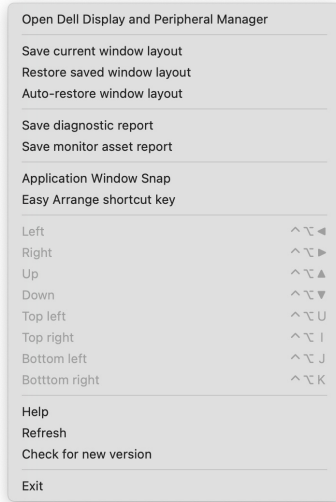 Open Dell Display and Peripheral Manager
Save current window layout
Restore saved window layout
Auto-restore window layout
Save diagnostic report
Save monitor asset report
Application Window Snap
Easy Arrange shortcut key
Left ^⌥◀
Right ^⌥▶
Up ^⌥▲
Down ^⌥▼
Top left ^⌥U
Top right ^⌥I
Bottom left ^⌥J
Botttom right ^⌥K
Help
Refresh
Check for new version
Exit